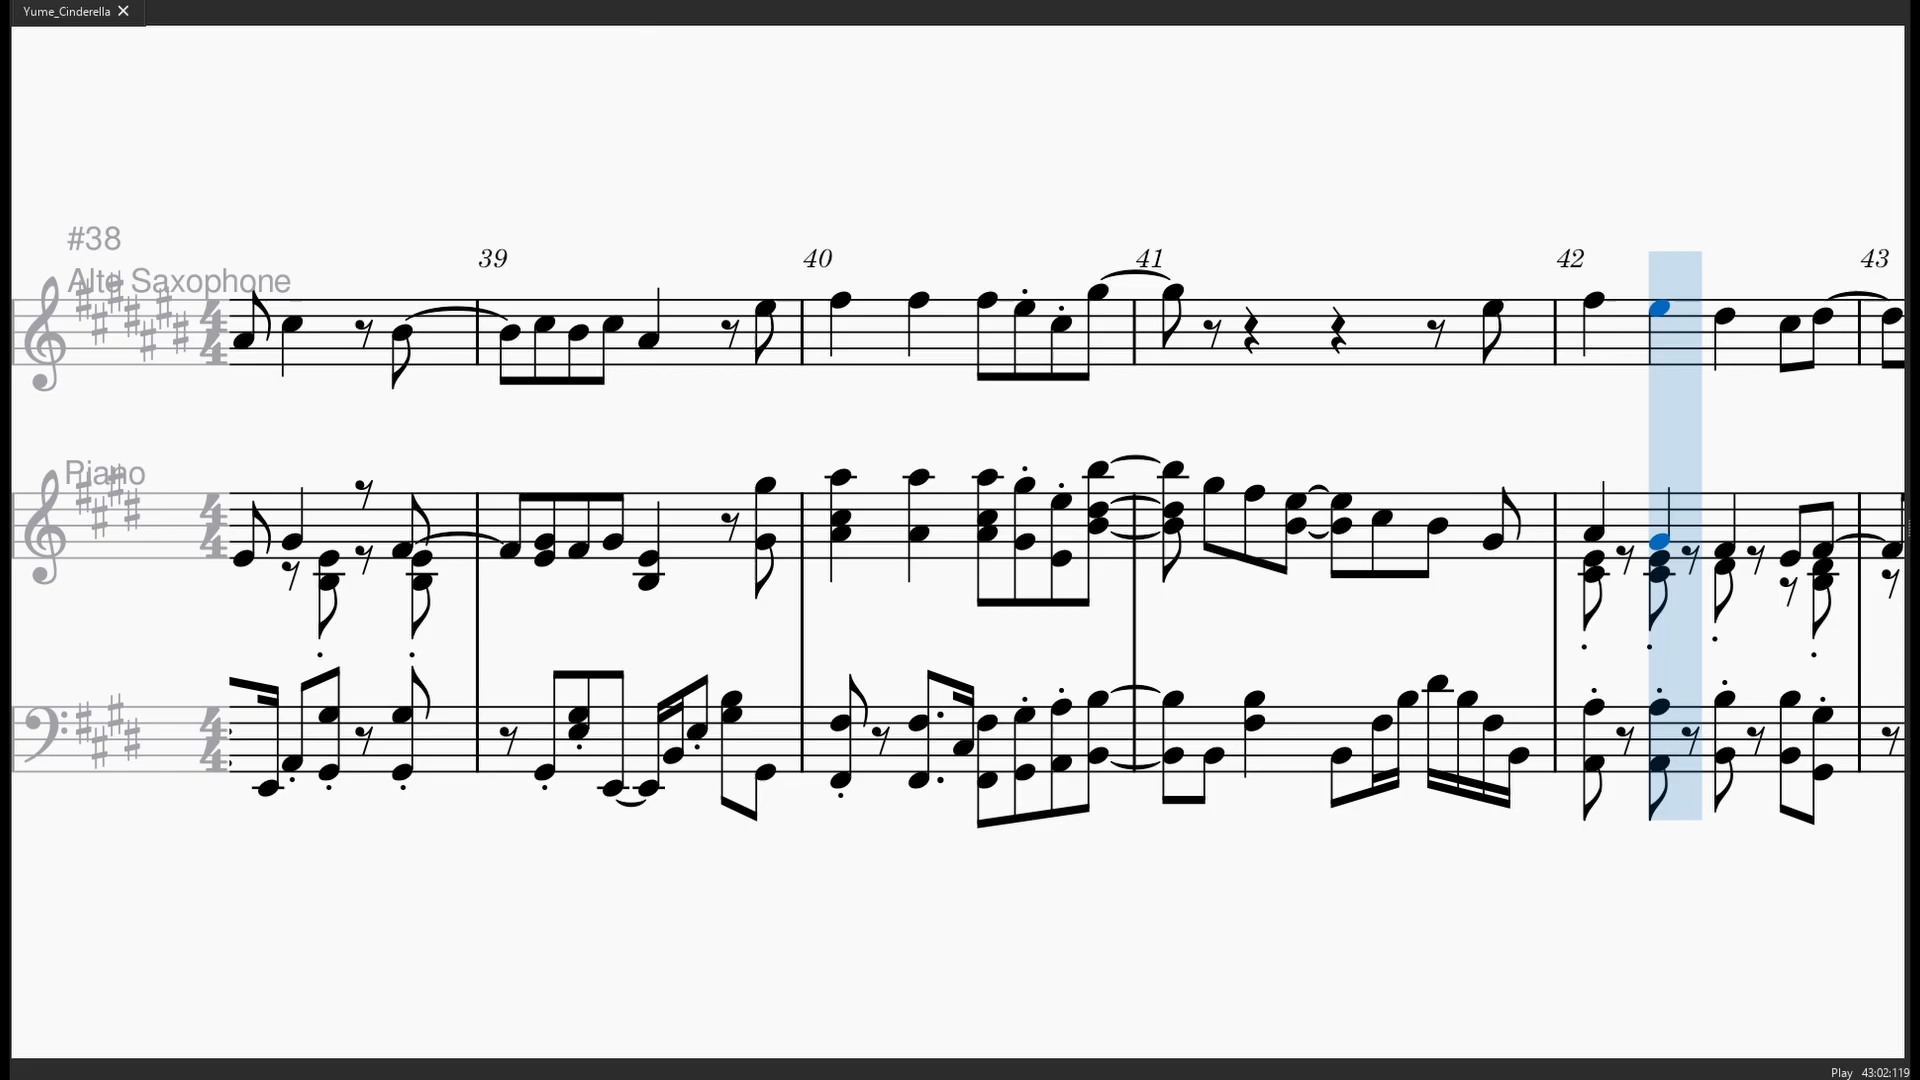 Yume_Cinderella
#38
39
40
41
42
43
Alto Saxophone
Piano
Play 43:02:119